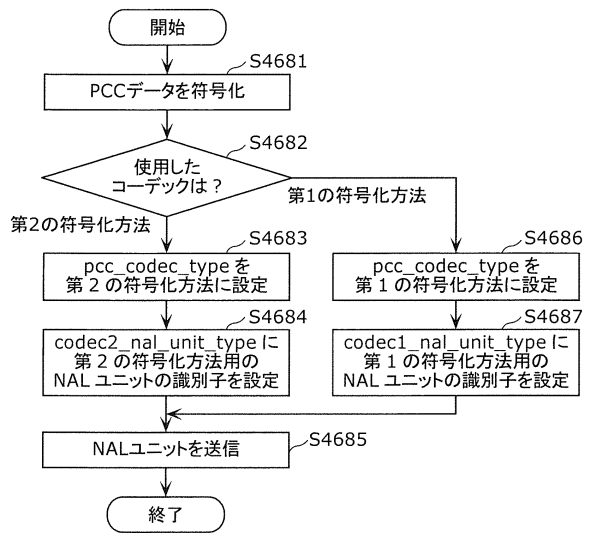 開始
S4681
PCCデータを符号化
S4682
使用した
コーデックは？
第1の符号化方法
第2の符号化方法
S4683
pcc_codec_type を
第２の符号化方法に設定
S4686
pcc_codec_type を
第１の符号化方法に設定
S4684
codec2_nal_unit_type に
第２の符号化方法用の
NAL ユニットの識別子を設定
S4687
codec1_nal_unit_type に
第１の符号化方法用の
NAL ユニットの識別子を設定
S4685
NALユニットを送信
終了